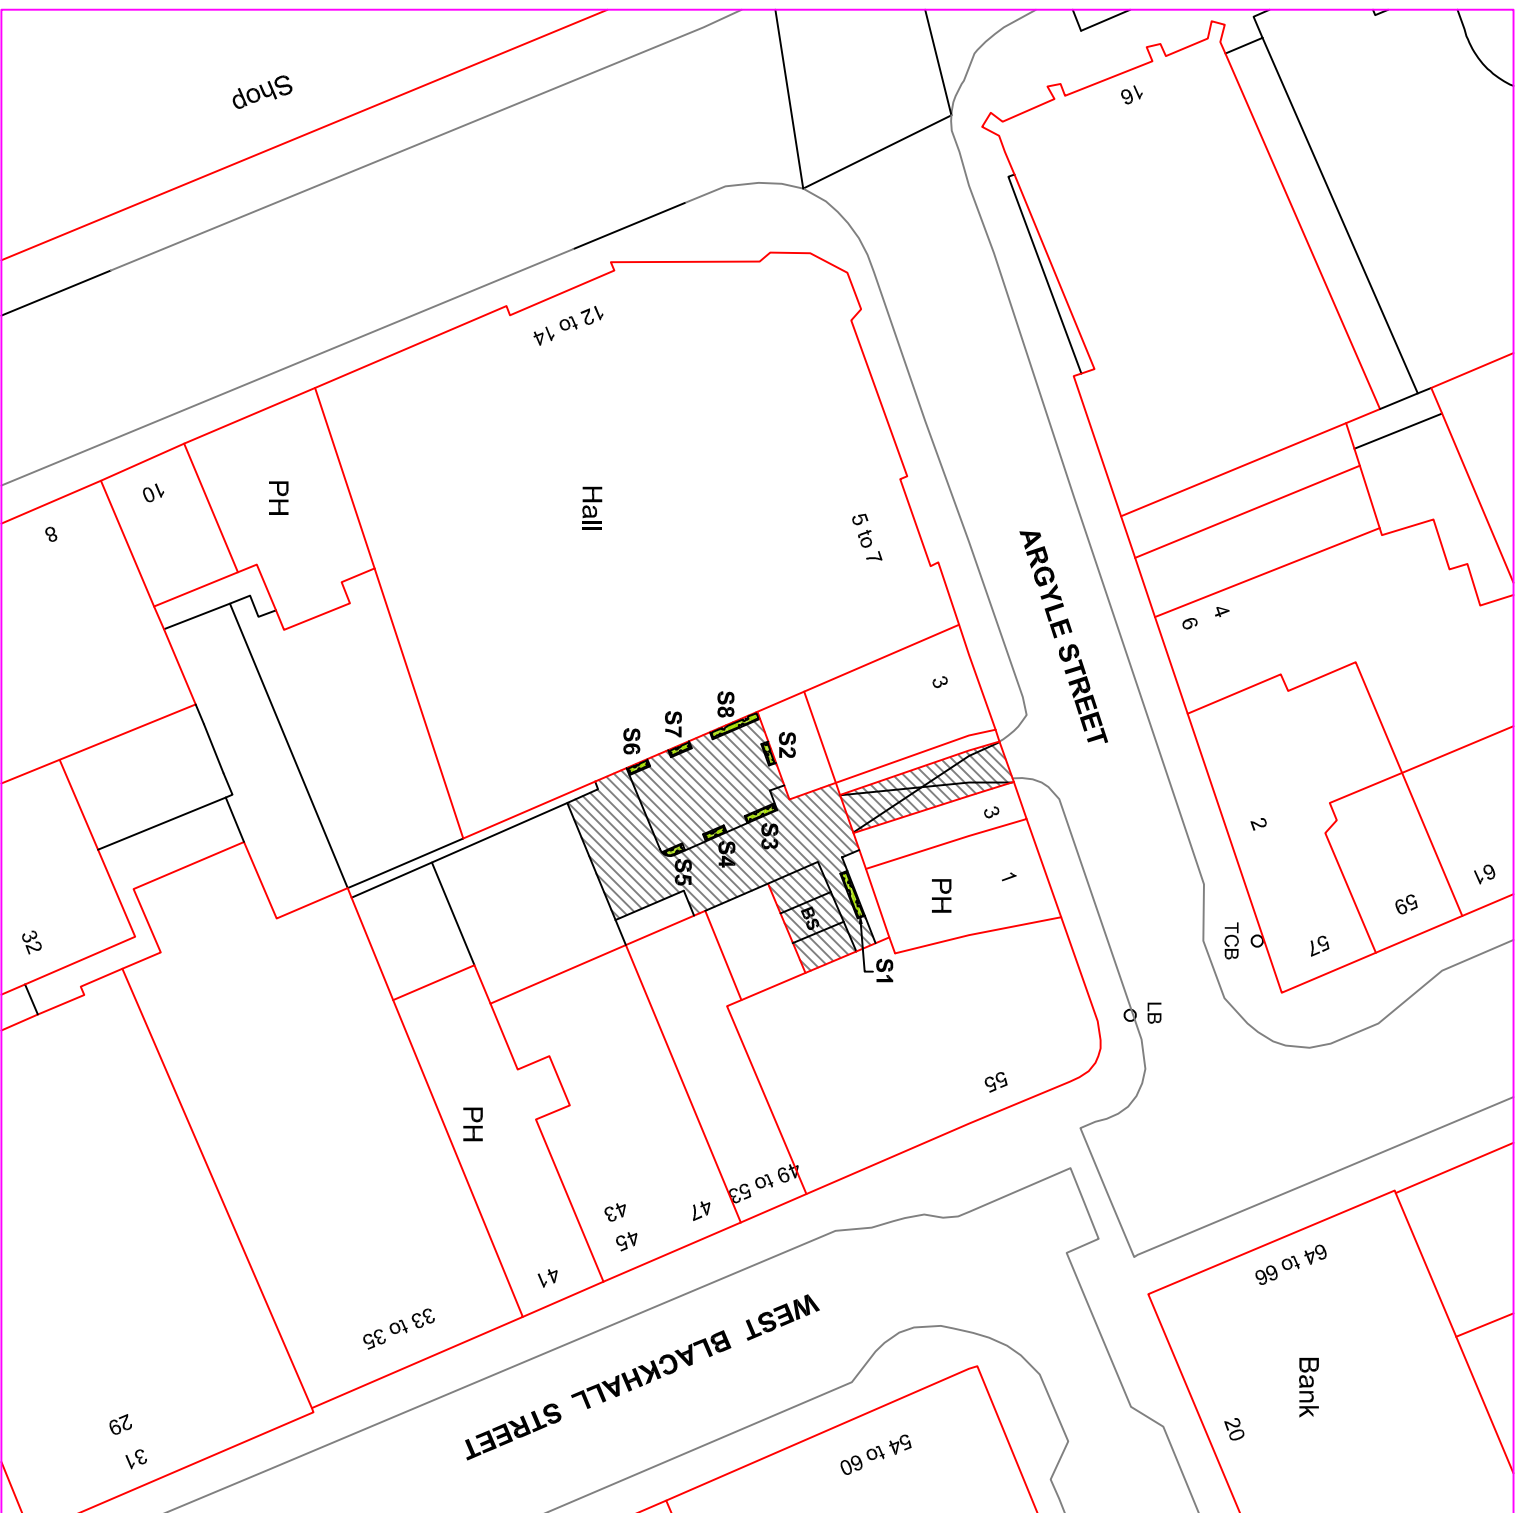 Shop
16
12 to 14
10
PH
8
Hall
5 to 7
ARGYLE STREET
4
6
3
S8
S7
S6
S2
S3
S4
S5
3
2
PH
1
BS
61
59
57
TCB
32
S1
LB
55
PH
49 to 53
47
43
45
41
64 to 66
WEST BLACKHALL STREET
33 to 35
Bank
20
29
31
54 to 60